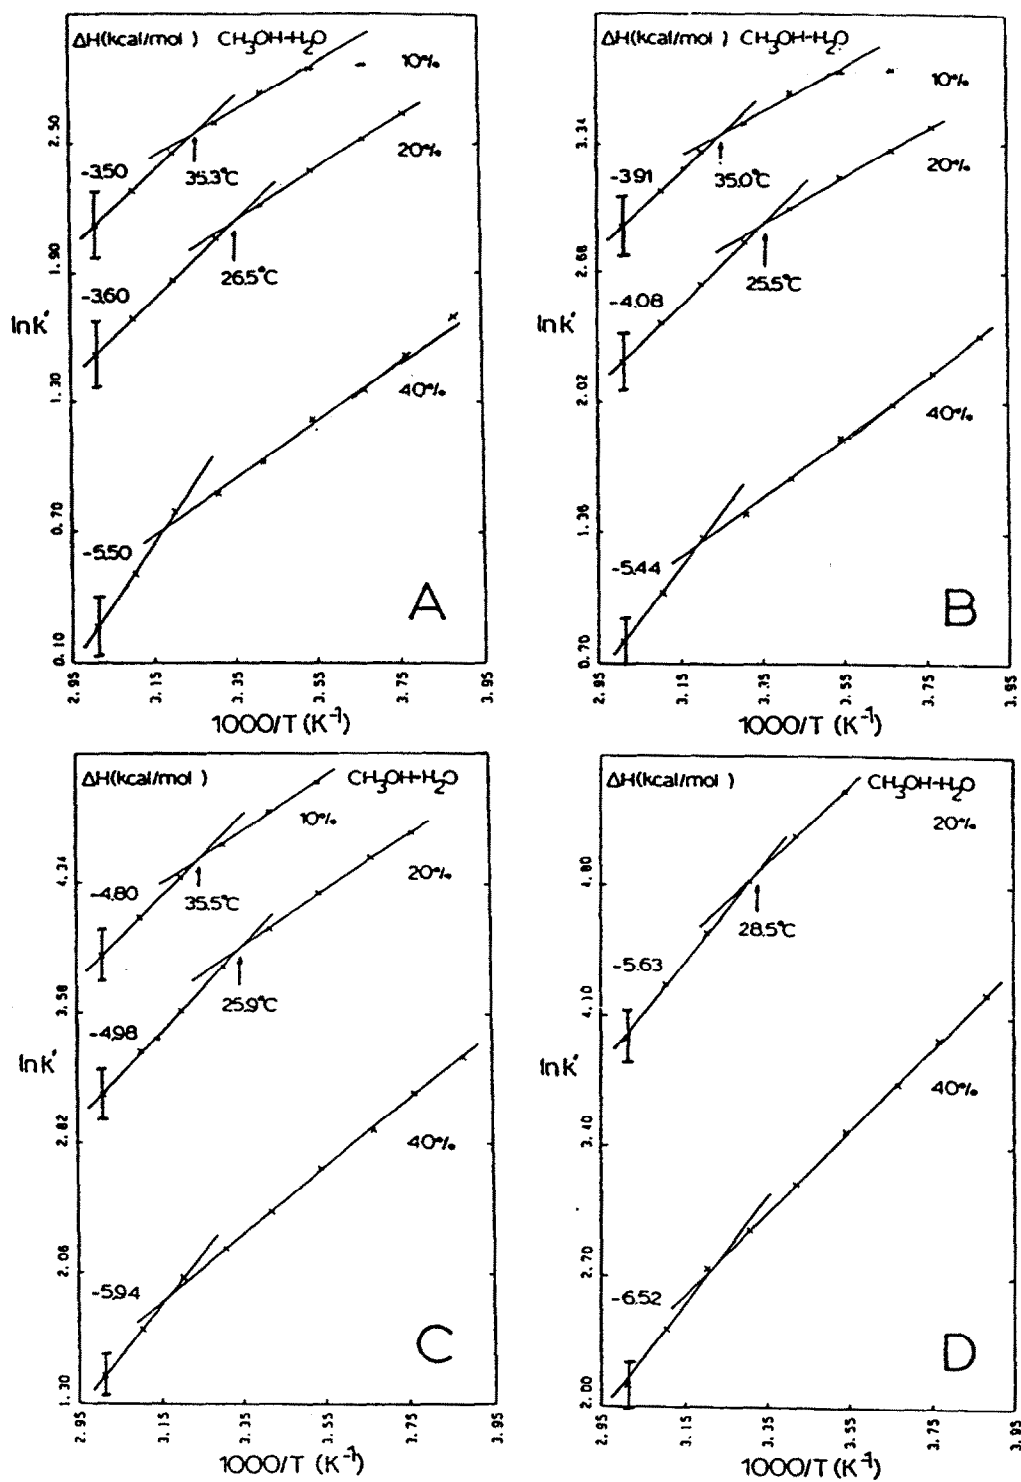 ΔH(kcal/mol) CH₃OH-H₂O
10%
2.50
-3.50
35.3°C
20%
1.90
26.5°C
-3.60
ln k'
1.30
40%
0.70
-5.50
A
0.10
2.95 3.15 3.35 3.55 3.75 3.95
1000/T (K⁻¹)
ΔH(kcal/mol) CH₃OH-H₂O
10%
3.34
-3.91
35.0°C
20%
2.68
25.5°C
-4.08
ln k'
2.02
40%
1.36
-5.44
B
0.70
2.95 3.15 3.35 3.55 3.75 3.95
1000/T (K⁻¹)
ΔH(kcal/mol) CH₃OH-H₂O
10%
4.34
-4.80
35.5°C
20%
3.58
25.9°C
-4.98
ln k'
2.82
40%
2.06
-5.94
C
1.30
2.95 3.15 3.35 3.55 3.75 3.95
1000/T (K⁻¹)
ΔH(kcal/mol) CH₃OH-H₂O
20%
4.80
28.5°C
-5.63
4.10
ln k'
40%
3.40
2.70
-6.52
D
2.00
2.95 3.15 3.35 3.55 3.75 3.95
1000/T (K⁻¹)